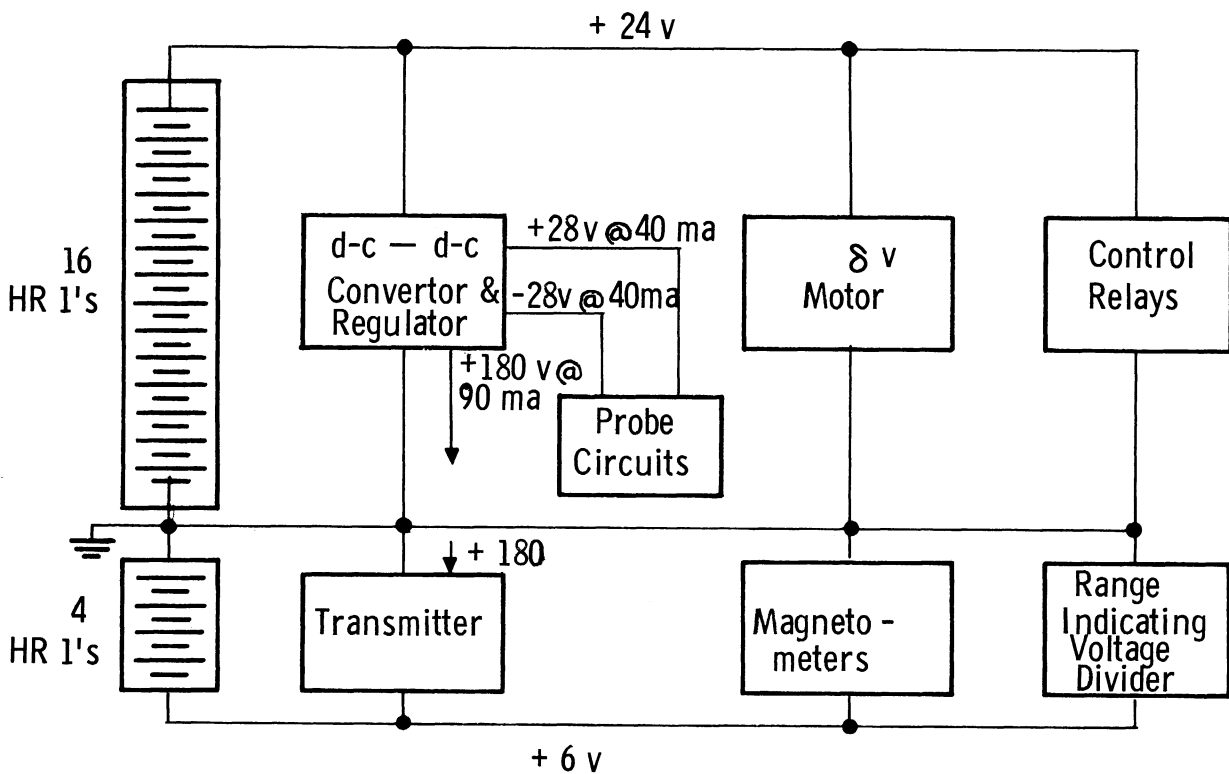 + 24 v
16
HR 1's
d-c — d-c
Convertor &
Regulator
+28v @ 40 ma
-28v @ 40ma
+180 v @
90 ma
Probe
Circuits
δ v
Motor
Control
Relays
4
HR 1's
+ 180
Transmitter
Magneto -
meters
Range
Indicating
Voltage
Divider
+ 6 v